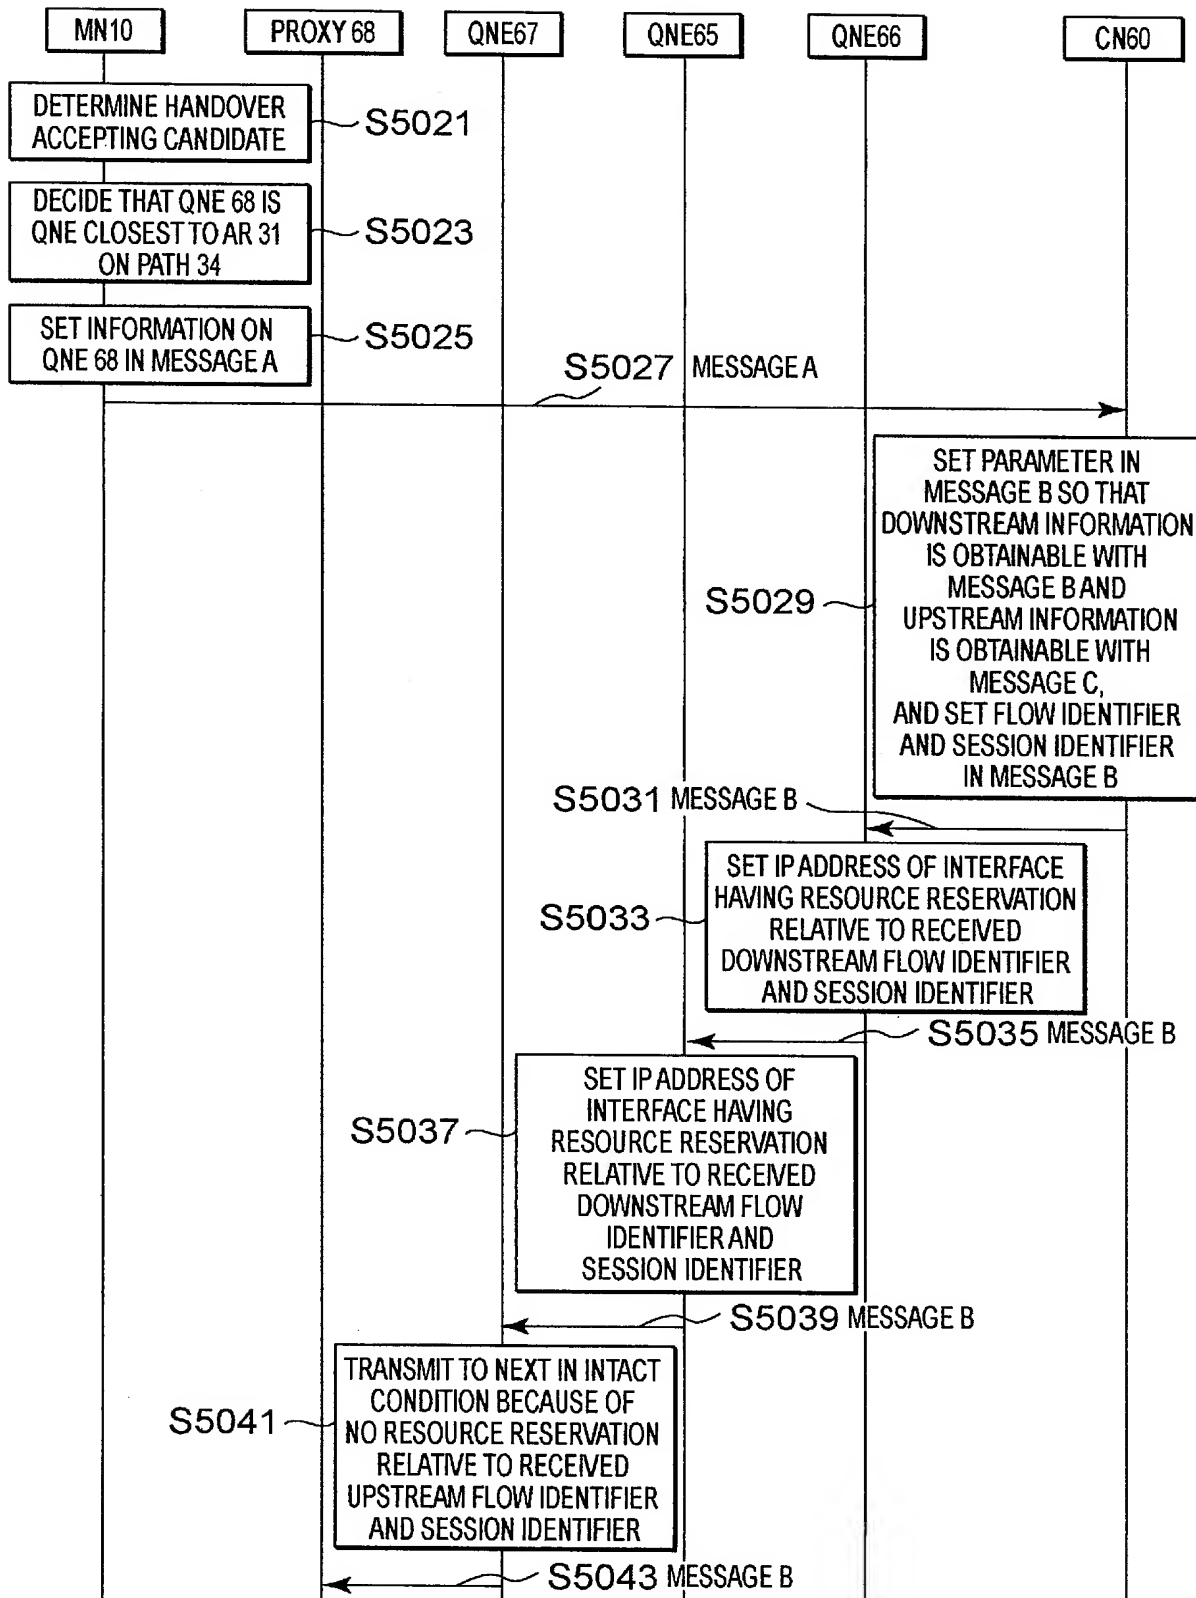 MN10
PROXY 68
QNE67
QNE65
QNE66
CN60
DETERMINE HANDOVER
ACCEPTING CANDIDATE
S5021
DECIDE THAT QNE 68 IS
QNE CLOSEST TO AR 31
ON PATH 34
S5023
SET INFORMATION ON
QNE 68 IN MESSAGE A
S5025
S5027 MESSAGE A
SET PARAMETER IN
MESSAGE B SO THAT
DOWNSTREAM INFORMATION
IS OBTAINABLE WITH
MESSAGE B AND
UPSTREAM INFORMATION
IS OBTAINABLE WITH
MESSAGE C,
AND SET FLOW IDENTIFIER
AND SESSION IDENTIFIER
IN MESSAGE B
S5029
S5031 MESSAGE B
SET IP ADDRESS OF INTERFACE
HAVING RESOURCE RESERVATION
RELATIVE TO RECEIVED
DOWNSTREAM FLOW IDENTIFIER
AND SESSION IDENTIFIER
S5033
S5035 MESSAGE B
SET IP ADDRESS OF
INTERFACE HAVING
RESOURCE RESERVATION
RELATIVE TO RECEIVED
DOWNSTREAM FLOW
IDENTIFIER AND
SESSION IDENTIFIER
S5037
S5039 MESSAGE B
TRANSMIT TO NEXT IN INTACT
CONDITION BECAUSE OF
NO RESOURCE RESERVATION
RELATIVE TO RECEIVED
UPSTREAM FLOW IDENTIFIER
AND SESSION IDENTIFIER
S5041
S5043 MESSAGE B